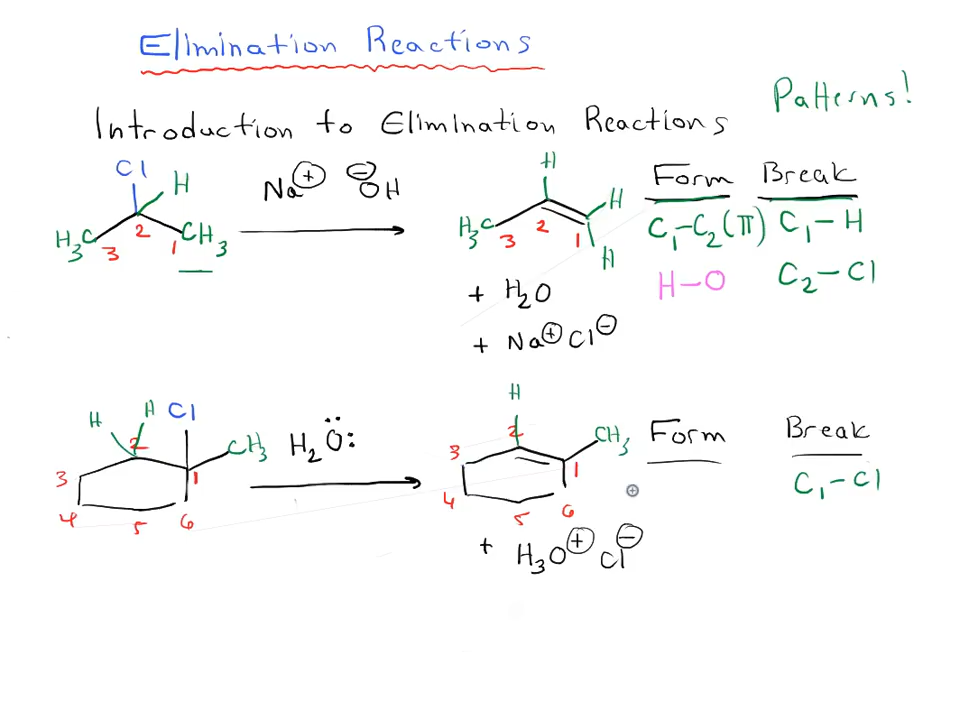 Elimination Reactions
Patterns!
Introduction to Elimination Reactions
Cl
H
H₃C 3 2 1 CH₃
Na⊕ ⊖OH
H
H₃C 3 2 1 H
H
+ H₂O
+ Na⊕ Cl⊖
Form Break
C₁-C₂(π) C₁-H
H-O C₂-Cl
H H Cl
2 CH₃
3 1
4 5 6
H₂O:
H
2 CH₃
3 1
4 5 6
+ H₃O⊕ Cl⊖
Form Break
C₁-Cl